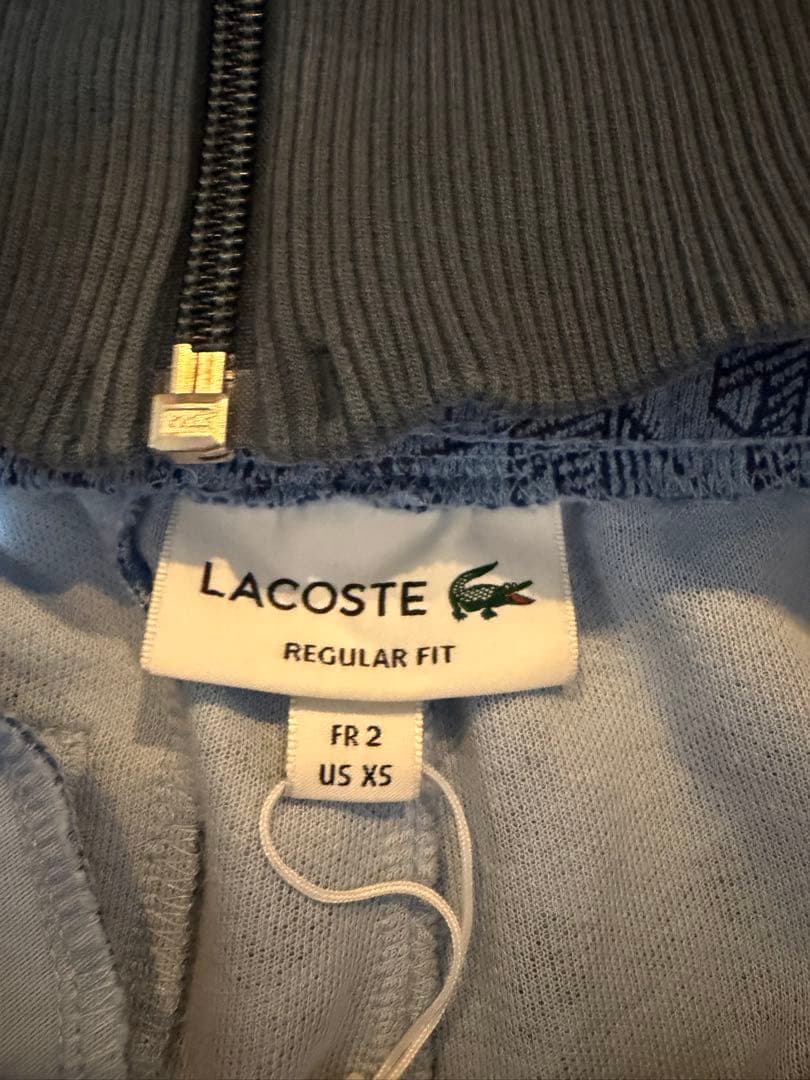 LACOSTE
REGULAR FIT
FR 2
US XS